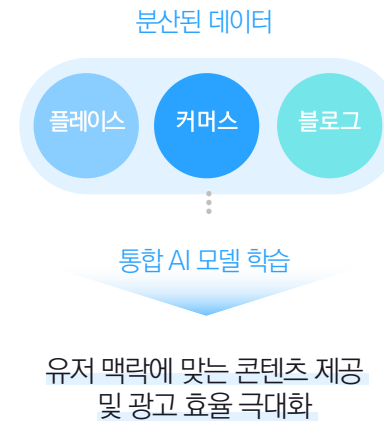 분산된 데이터
플레이스 커머스 블로그
통합 AI 모델 학습
유저 맥락에 맞는 콘텐츠 제공
및 광고 효율 극대화